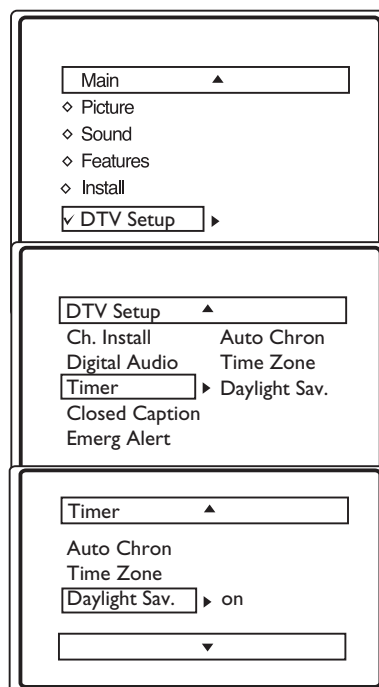 Main
Picture
Sound
Features
Install
DTV Setup
DTV Setup
Ch. Install Auto Chron
Digital Audio Time Zone
Timer Daylight Sav.
Closed Caption
Emerg Alert
Timer
Auto Chron
Time Zone
Daylight Sav. on